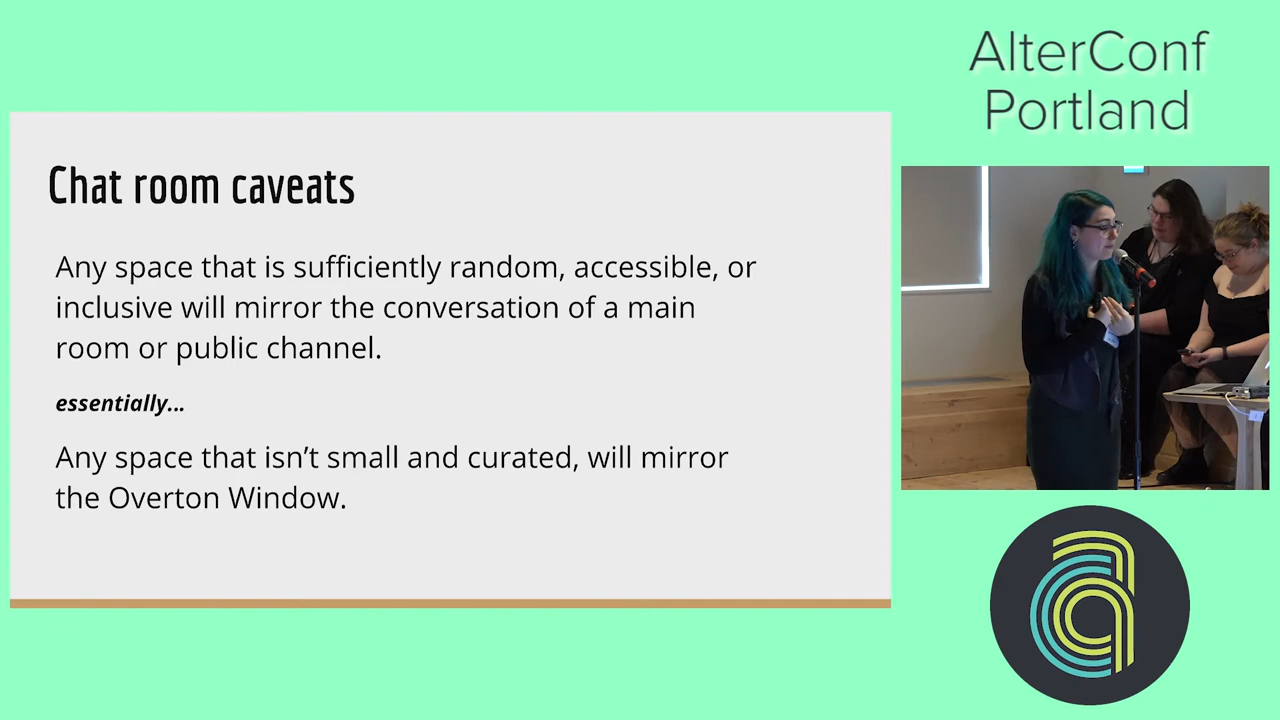 AlterConf
Portland
Chat room caveats
Any space that is sufficiently random, accessible, or
inclusive will mirror the conversation of a main
room or public channel.
essentially...
Any space that isn’t small and curated, will mirror
the Overton Window.